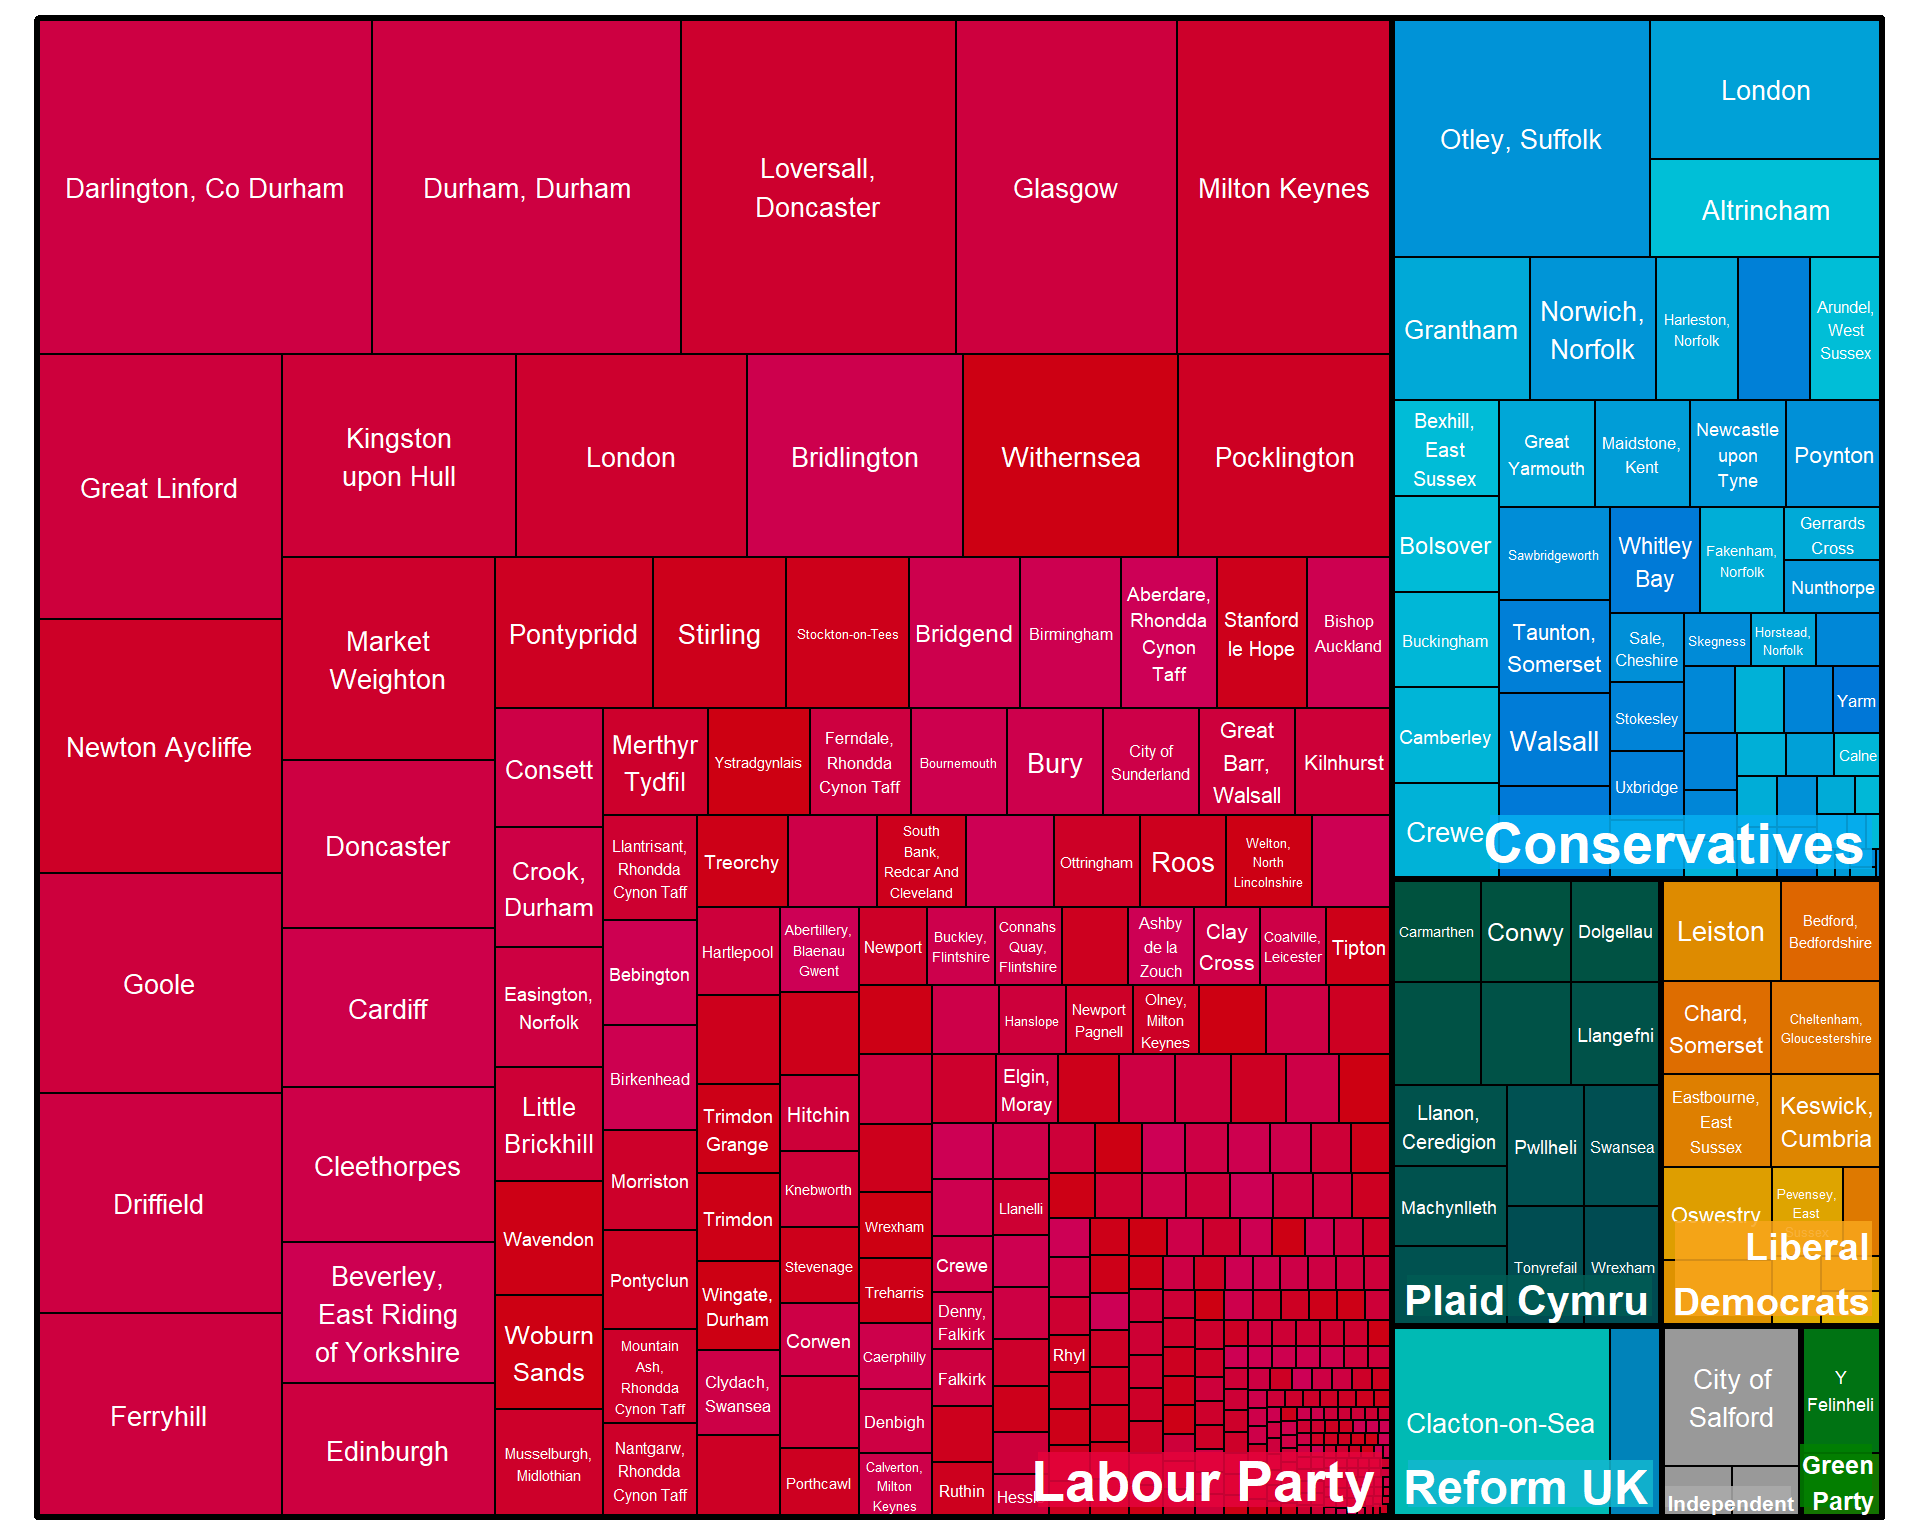 Darlington, Co Durham
Durham, Durham
Loversall,
Doncaster
Glasgow
Milton Keynes
Great Linford
Newton Aycliffe
Goole
Driffield
Ferryhill
Kingston
upon Hull
London
Bridlington
Withernsea
Pocklington
Market
Weighton
Doncaster
Cardiff
Cleethorpes
Beverley,
East Riding
of Yorkshire
Edinburgh
Pontypridd
Stirling
Stockton-on-Tees
Bridgend
Birmingham
Aberdare,
Rhondda
Cynon
Taff
Stanford
le Hope
Bishop
Auckland
Consett
Crook,
Durham
Easington,
Norfolk
Little
Brickhill
Wavendon
Woburn
Sands
Musselburgh,
Midlothian
Merthyr
Tydfil
Ystradgynlais
Ferndale,
Rhondda
Cynon Taff
Bournemouth
Bury
City of
Sunderland
Great
Barr,
Walsall
Kilnhurst
Llantrisant,
Rhondda
Cynon Taff
Bebington
Birkenhead
Morriston
Pontyclun
Mountain
Ash,
Rhondda
Cynon Taff
Nantgarw,
Rhondda
Cynon Taff
Treorchy
South
Bank,
Redcar And
Cleveland
Ottringham
Roos
Welton,
North
Lincolnshire
Hartlepool
Trimdon
Grange
Trimdon
Wingate,
Durham
Clydach,
Swansea
Abertillery,
Blaenau
Gwent
Hitchin
Knebworth
Stevenage
Corwen
Porthcawl
Newport
Buckley,
Flintshire
Connahs
Quay,
Flintshire
Ashby
de la
Zouch
Clay
Cross
Coalville,
Leicester
Tipton
Hanslope
Newport
Pagnell
Olney,
Milton
Keynes
Wrexham
Treharris
Caerphilly
Denbigh
Calverton,
Milton
Keynes
Elgin,
Moray
Crewe
Denny,
Falkirk
Falkirk
Ruthin
Llanelli
Rhyl
Labour Party
Otley, Suffolk
London
Altrincham
Grantham
Norwich,
Norfolk
Harleston,
Norfolk
Arundel,
West
Sussex
Bexhill,
East
Sussex
Bolsover
Buckingham
Camberley
Crewe
Great
Yarmouth
Maidstone,
Kent
Newcastle
upon
Tyne
Poynton
Sawbridgeworth
Taunton,
Somerset
Walsall
Whitley
Bay
Fakenham,
Norfolk
Gerrards
Cross
Nunthorpe
Sale,
Cheshire
Stokesley
Uxbridge
Skegness
Horstead,
Norfolk
Yarm
Calne
Conservatives
Carmarthen
Conwy
Dolgellau
Llangefni
Llanon,
Ceredigion
Machynlleth
Pwllheli
Swansea
Tonyrefail
Wrexham
Plaid Cymru
Leiston
Bedford,
Bedfordshire
Chard,
Somerset
Cheltenham,
Gloucestershire
Eastbourne,
East
Sussex
Keswick,
Cumbria
Oswestry
Pevensey,
East
Liberal
Democrats
Clacton-on-Sea
Reform UK
City of
Salford
Independent
Y
Felinheli
Green
Party